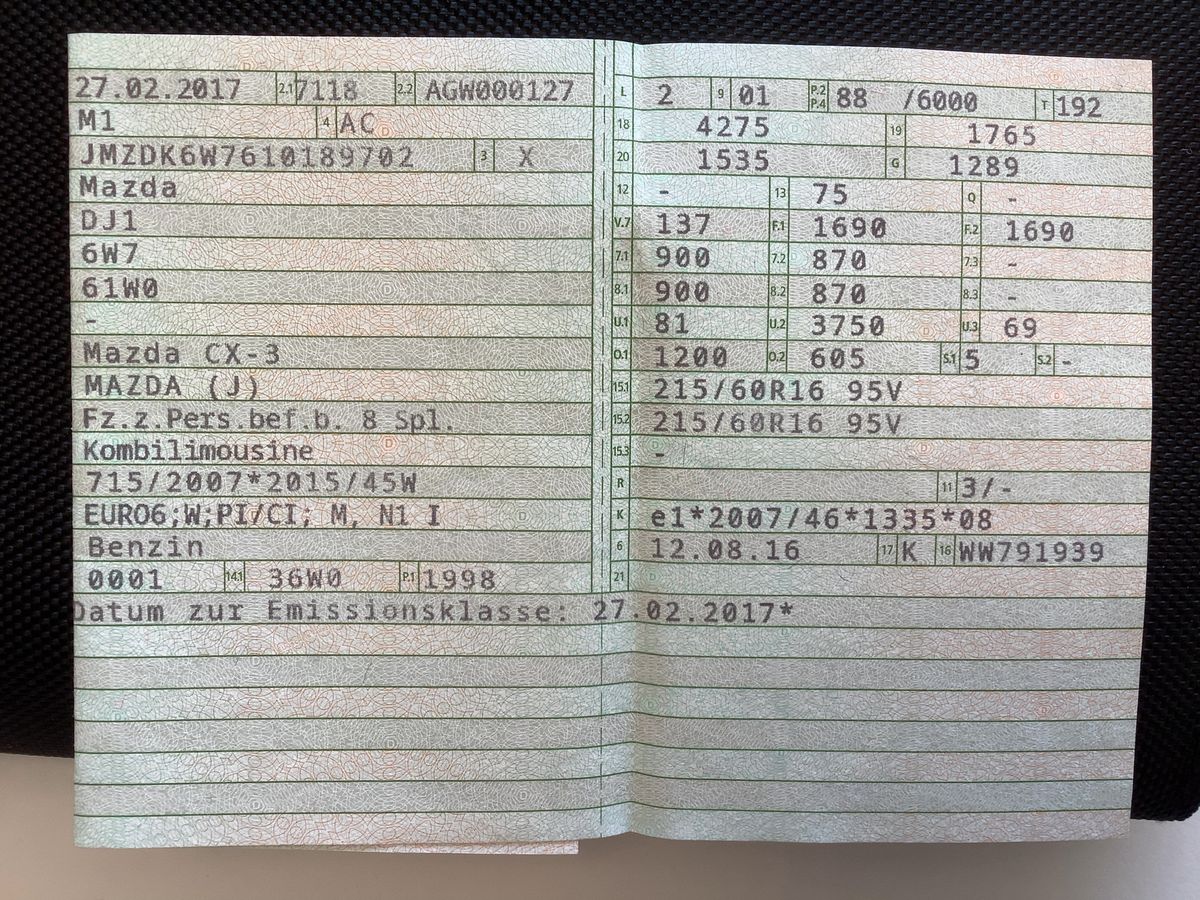 27.02.2017 2.1 7118 2.2 AGW000127
M1 4 AC
JMZDK6W7610189702 3 X
Mazda
DJ1
6W7
61W0
-
Mazda CX-3
MAZDA (J)
Fz.z.Pers.bef.b. 8 Spl.
Kombilimousine
715/2007*2015/45W
EURO6;W;PI/CI; M, N1 I
Benzin
0001 14.1 36W0 P.1 1998
Datum zur Emissionsklasse: 27.02.2017*
L 2 9 01 P.2 P.4 88 /6000 T 192
18 4275 19 1765
20 1535 G 1289
12 - 13 75 Q -
V.7 137 F.1 1690 F.2 1690
7.1 900 7.2 870 7.3 -
8.1 900 8.2 870 8.3 -
U.1 81 U.2 3750 U.3 69
O.1 1200 O.2 605 S.1 5 S.2 -
15.1 215/60R16 95V
15.2 215/60R16 95V
15.3 -
R 11 3/-
K e1*2007/46*1335*08
6 12.08.16 17 K 16 WW791939
21